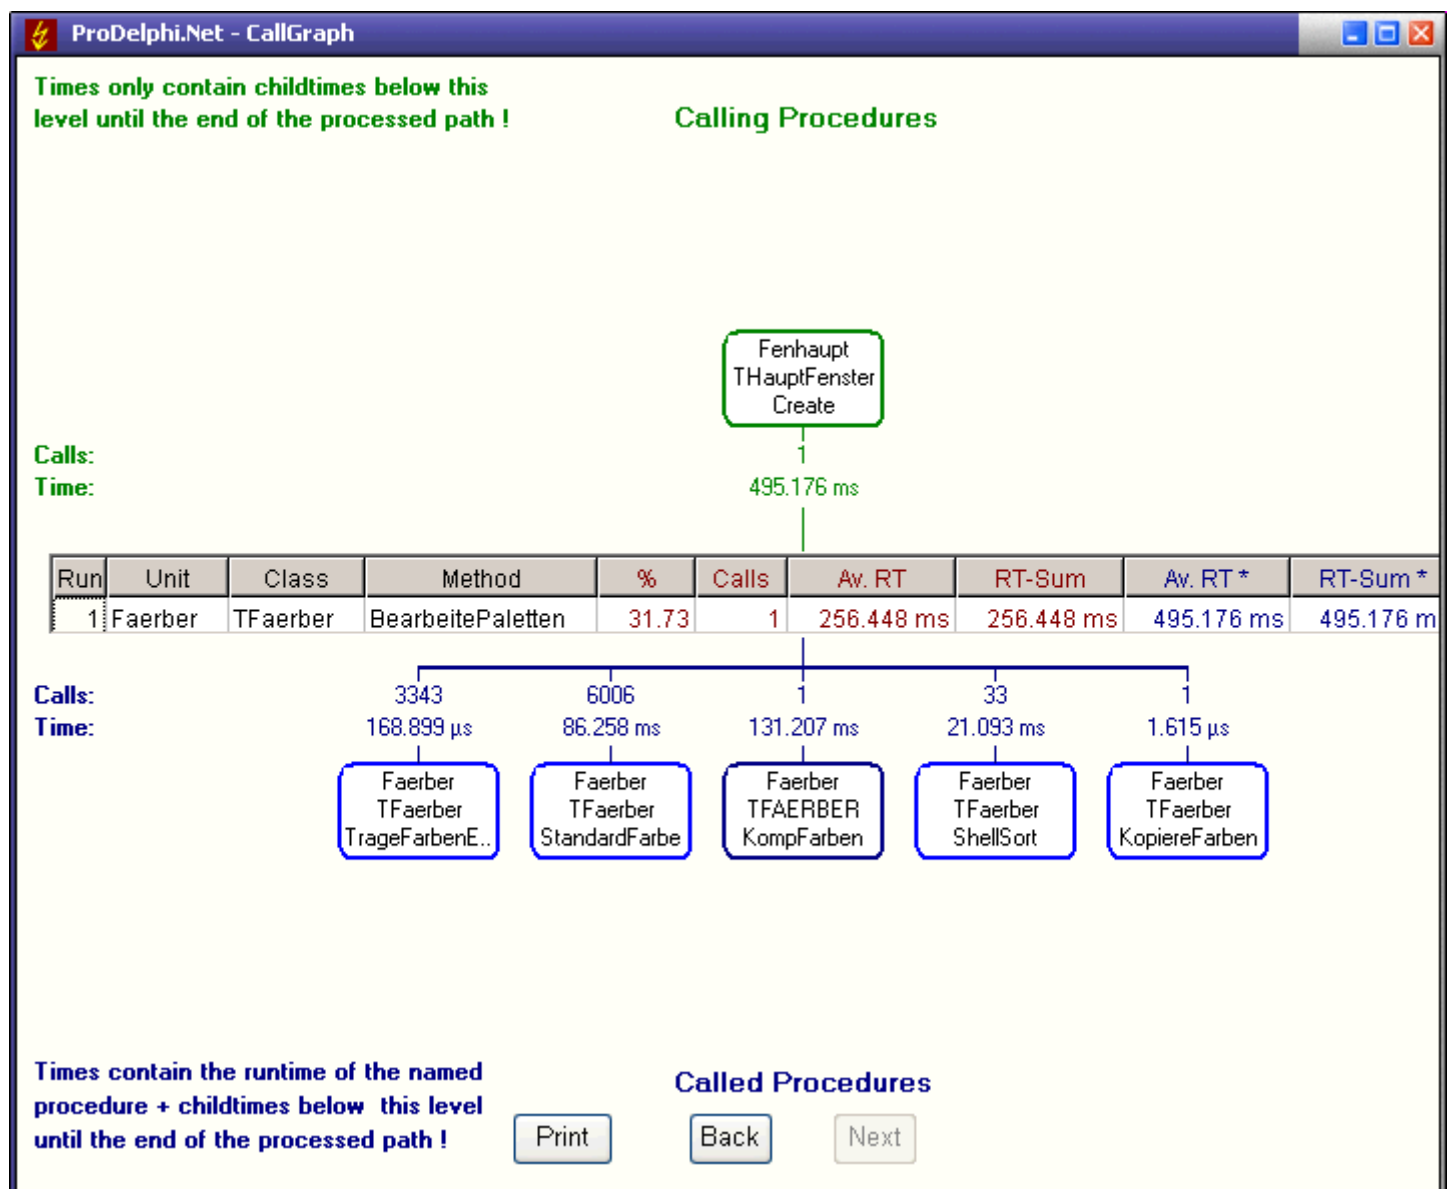 ProDelphi.Net - CallGraph
Times only contain childtimes below this
level until the end of the processed path !
Calling Procedures
Fenhaupt
THauptFenster
Create
Calls: 1
Time: 495.176 ms
Run Unit Class Method % Calls Av. RT RT-Sum Av. RT * RT-Sum *
1 Faerber TFaerber BearbeitePaletten 31.73 1 256.448 ms 256.448 ms 495.176 ms 495.176 m
Calls: 3343 6006 1 33 1
Time: 168.899 µs 86.258 ms 131.207 ms 21.093 ms 1.615 µs
Faerber Faerber Faerber Faerber Faerber
TFaerber TFaerber TFAERBER TFaerber TFaerber
TrageFarbenE.. StandardFarbe KompFarben ShellSort KopiereFarben
Times contain the runtime of the named
procedure + childtimes below this level
until the end of the processed path !
Called Procedures
Print Back Next